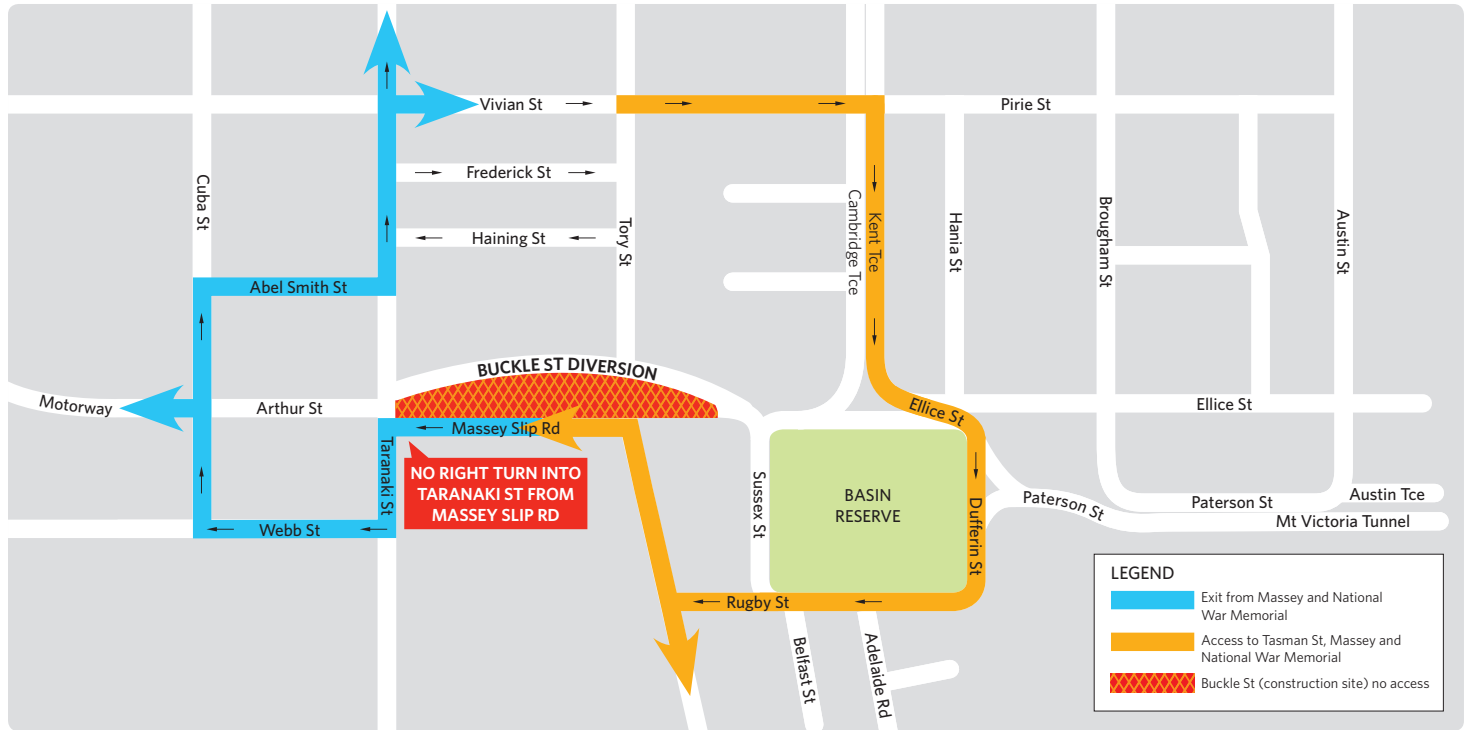 Vivian St
Pirie St
Frederick St
Haining St
Cuba St
Tory St
Cambridge Tce
Kent Tce
Hania St
Brougham St
Austin St
Abel Smith St
BUCKLE ST DIVERSION
Motorway
Arthur St
Massey Slip Rd
Ellice St
Ellice St
Taranaki St
NO RIGHT TURN INTO
TARANAKI ST FROM
MASSEY SLIP RD
Webb St
Sussex St
BASIN
RESERVE
Dufferin St
Paterson St
Paterson St
Austin Tce
Mt Victoria Tunnel
Rugby St
Belfast St
Adelaide Rd
LEGEND
Exit from Massey and National
War Memorial
Access to Tasman St, Massey and
National War Memorial
Buckle St (construction site) no access